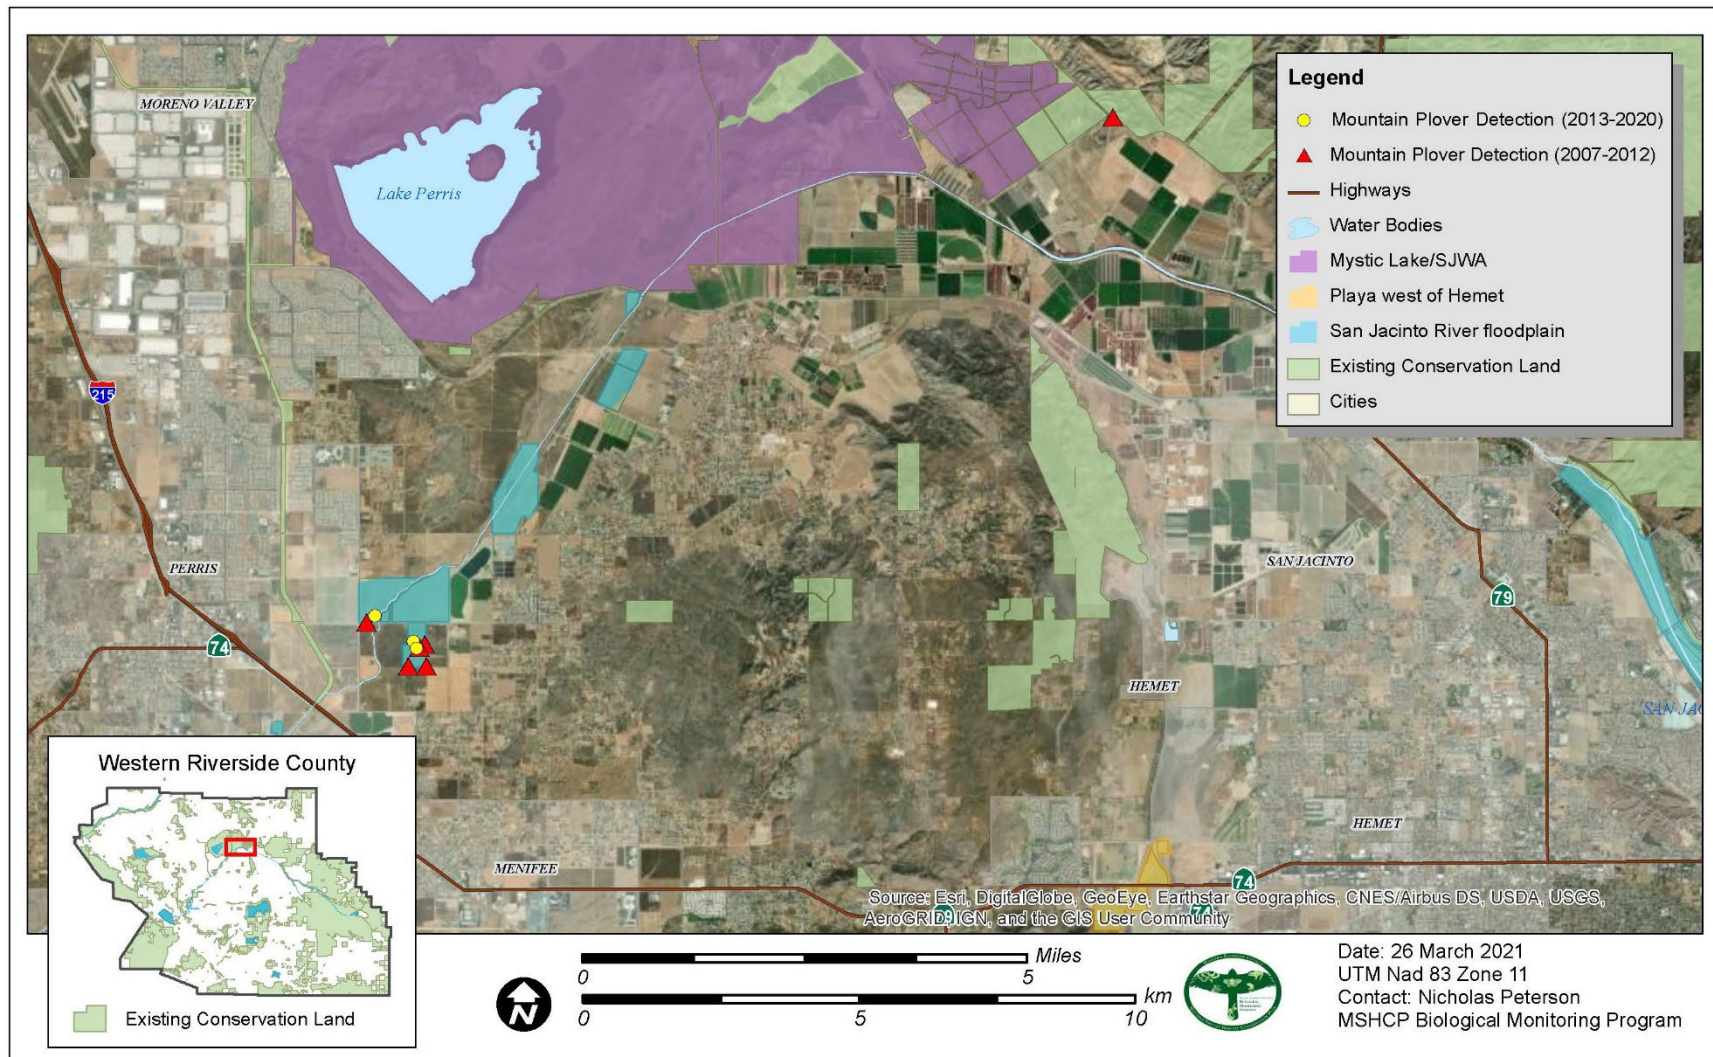 MORENO VALLEY
Lake Perris
Legend
Mountain Plover Detection (2013-2020)
Mountain Plover Detection (2007-2012)
Highways
Water Bodies
Mystic Lake/SJWA
Playa west of Hemet
San Jacinto River floodplain
Existing Conservation Land
Cities
215
PERRIS
74
SAN JACINTO
79
HEMET
SAN JAC
HEMET
MENIFEE
74
79
74
Source: Esri, DigitalGlobe, GeoEye, Earthstar Geographics, CNES/Airbus DS, USDA, USGS,
AeroGRID, IGN, and the GIS User Community
Western Riverside County
Existing Conservation Land
N
Miles
0 5
km
0 5 10
Date: 26 March 2021
UTM Nad 83 Zone 11
Contact: Nicholas Peterson
MSHCP Biological Monitoring Program